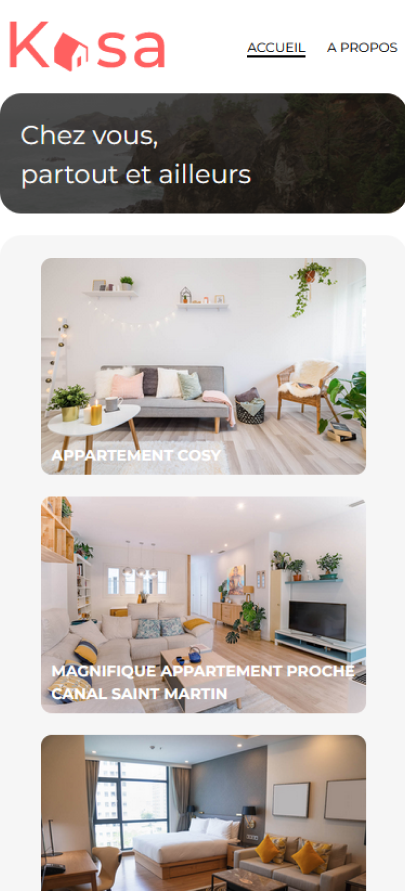 Kasa
ACCUEIL
A PROPOS
Chez vous,
partout et ailleurs
APPARTEMENT COSY
MAGNIFIQUE APPARTEMENT PROCHE
CANAL SAINT MARTIN